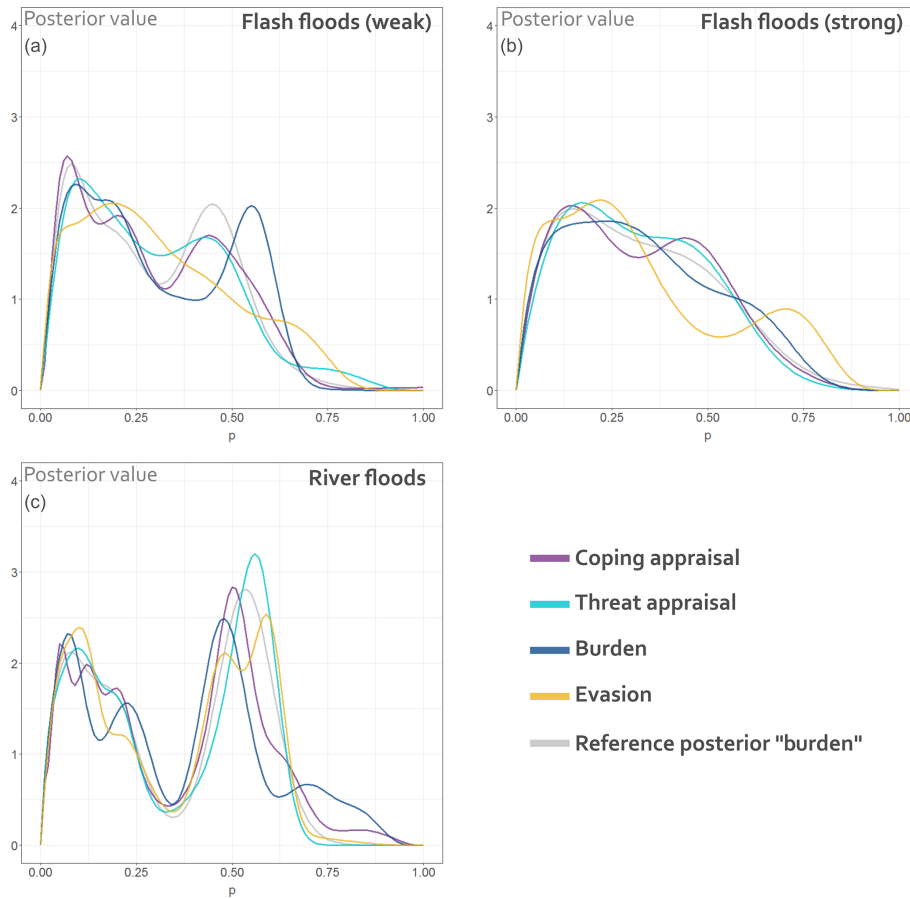 Posterior value
Flash floods (weak)
(a)
4
3
2
1
0
0.00 0.25 0.50 0.75 1.00
p
Posterior value
Flash floods (strong)
(b)
4
3
2
1
0
0.00 0.25 0.50 0.75 1.00
p
Posterior value
River floods
(c)
4
3
2
1
0
0.00 0.25 0.50 0.75 1.00
p
Coping appraisal
Threat appraisal
Burden
Evasion
Reference posterior "burden"